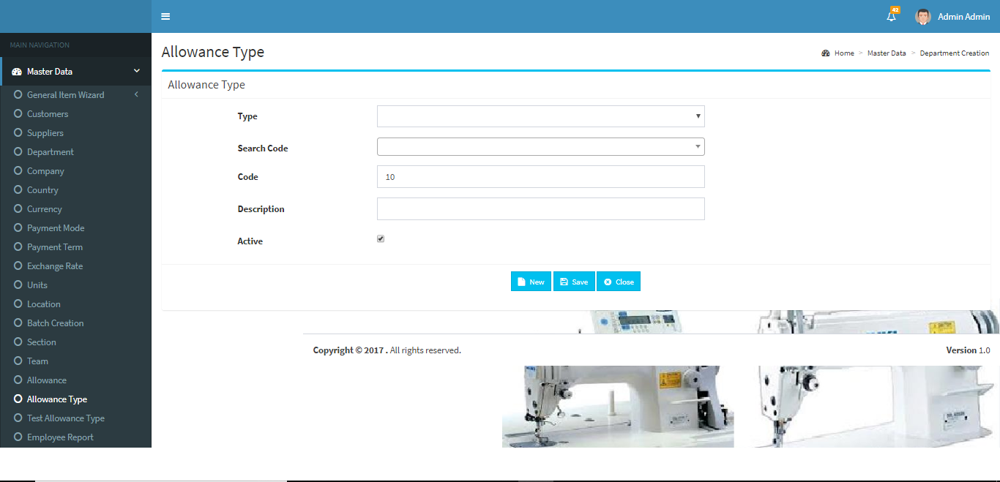 42
Admin Admin
MAIN NAVIGATION
Master Data
General Item Wizard
Customers
Suppliers
Department
Company
Country
Currency
Payment Mode
Payment Term
Exchange Rate
Units
Location
Batch Creation
Section
Team
Allowance
Allowance Type
Test Allowance Type
Employee Report
Allowance Type
Home > Master Data > Department Creation
Allowance Type
Type
Search Code
Code 10
Description
Active
New Save Close
Copyright © 2017 . All rights reserved. Version 1.0